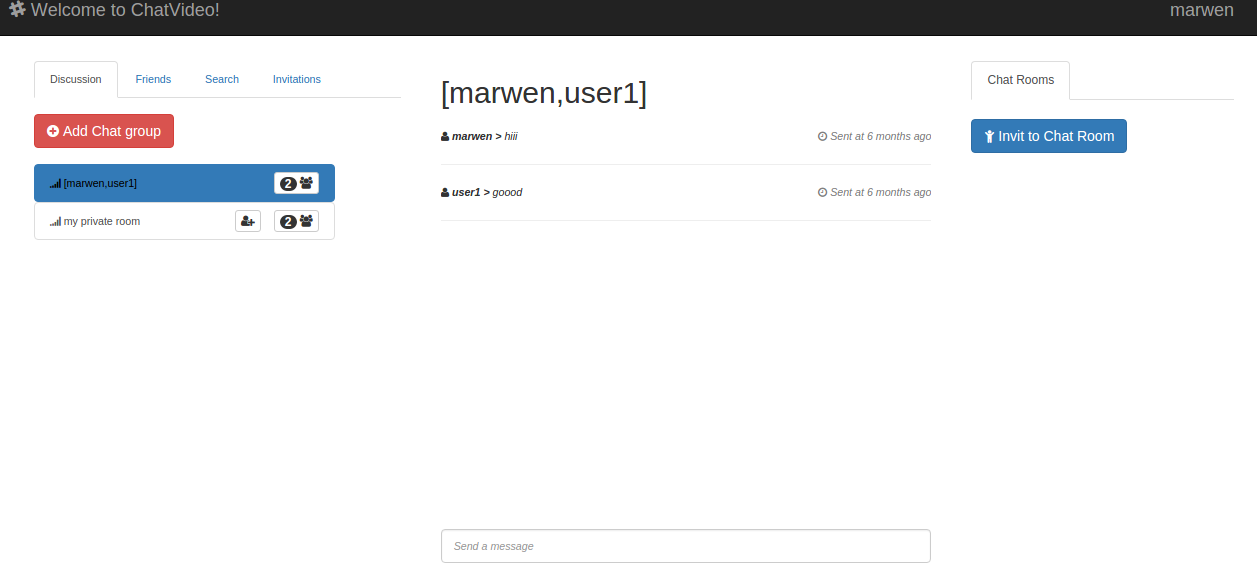 Welcome to ChatVideo!
marwen
Discussion Friends Search Invitations
Add Chat group
[marwen,user1] 2
my private room 2
[marwen,user1]
marwen > hiii Sent at 6 months ago
user1 > goood Sent at 6 months ago
Send a message
Chat Rooms
Invit to Chat Room